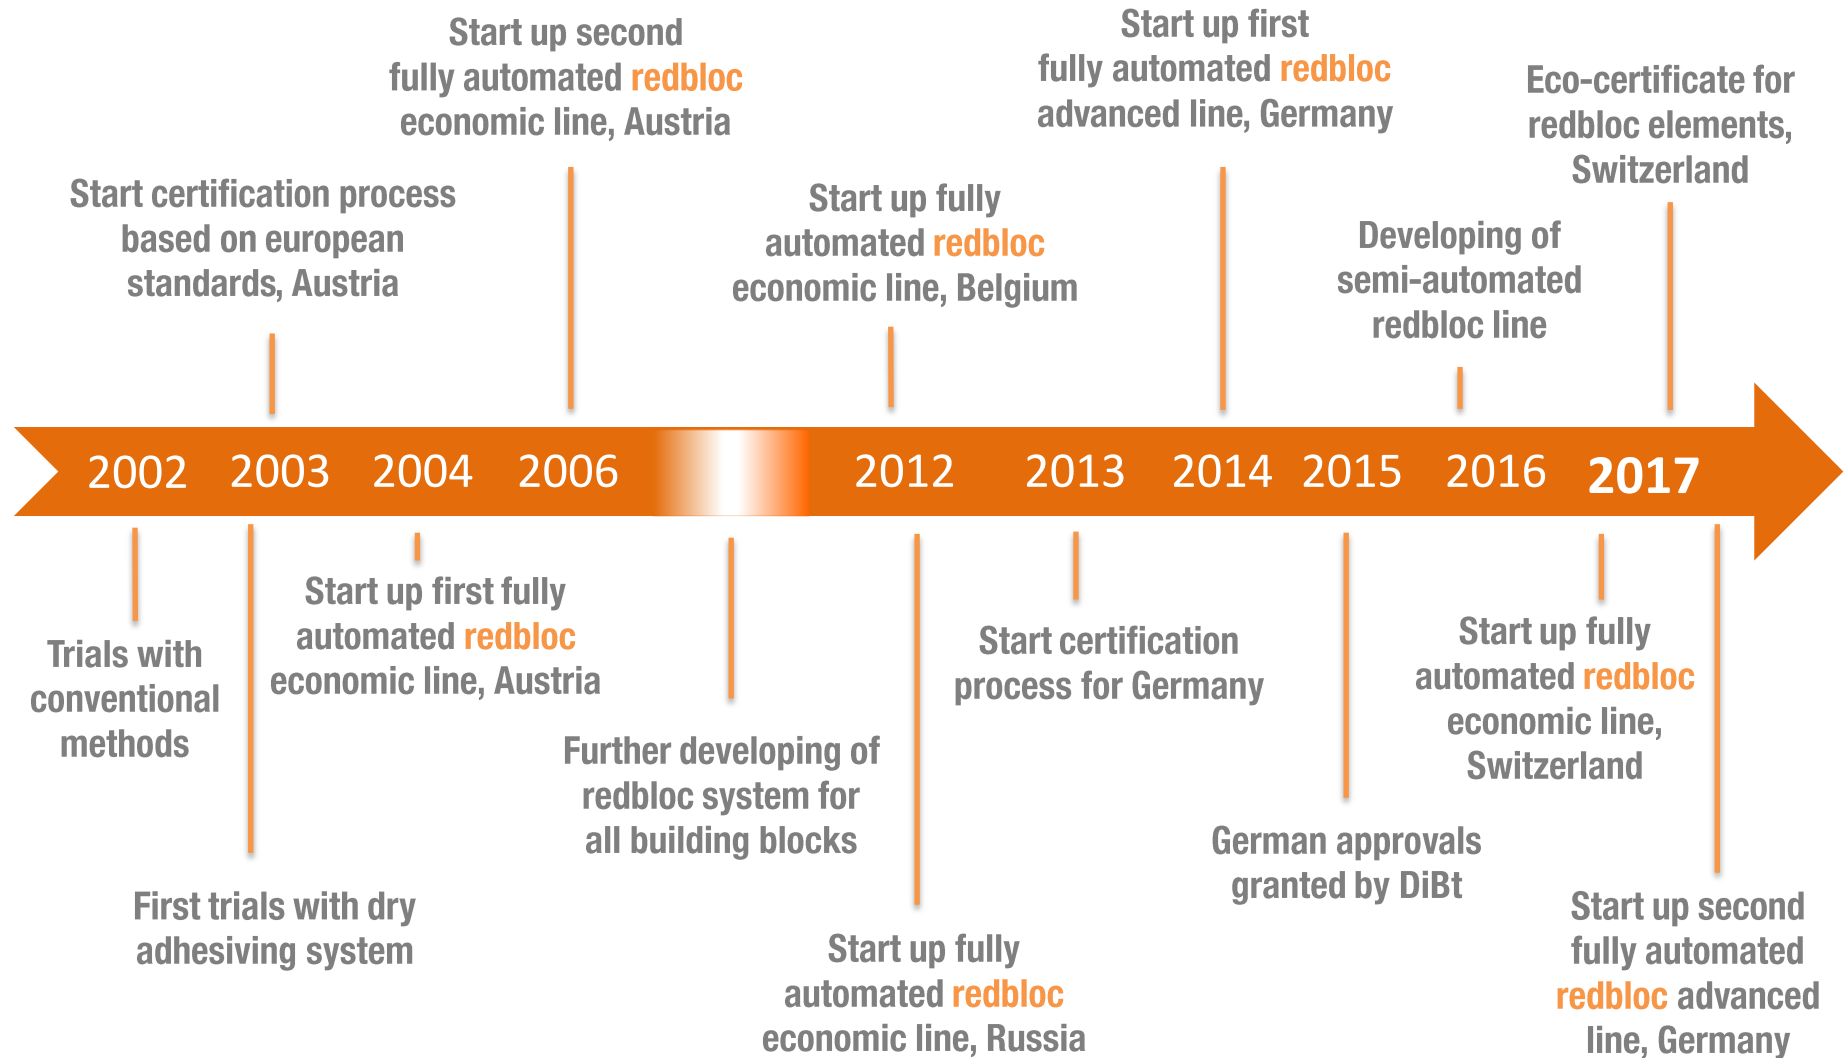 Start up second
fully automated redbloc
economic line, Austria
Start up first
fully automated redbloc
advanced line, Germany
Eco-certificate for
redbloc elements,
Switzerland
Start certification process
based on european
standards, Austria
Start up fully
automated redbloc
economic line, Belgium
Developing of
semi-automated
redbloc line
2002 2003 2004 2006 2012 2013 2014 2015 2016 2017
Trials with
conventional
methods
First trials with dry
adhesiving system
Start up first fully
automated redbloc
economic line, Austria
Further developing of
redbloc system for
all building blocks
Start up fully
automated redbloc
economic line, Russia
Start certification
process for Germany
German approvals
granted by DiBt
Start up fully
automated redbloc
economic line,
Switzerland
Start up second
fully automated
redbloc advanced
line, Germany